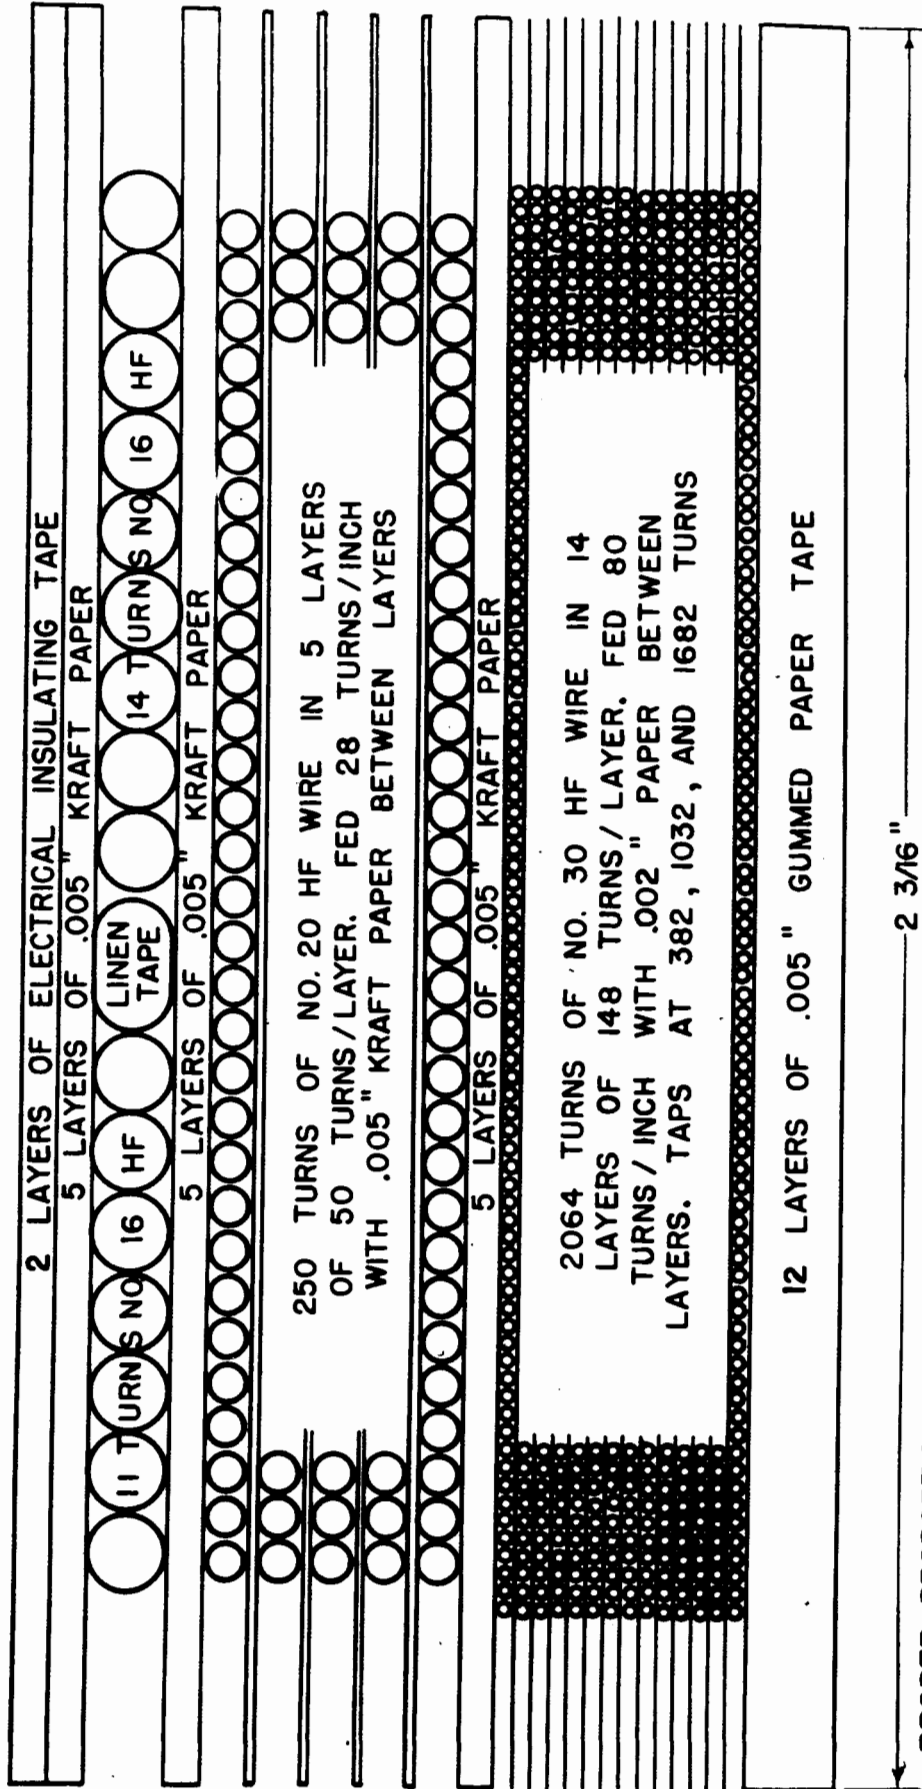 2 LAYERS OF ELECTRICAL INSULATING TAPE
5 LAYERS OF .005" KRAFT PAPER
11 TURNS NO 16 HF LINEN TAPE 14 TURNS NO 16 HF
5 LAYERS OF .005" KRAFT PAPER
250 TURNS OF NO. 20 HF WIRE IN 5 LAYERS
OF 50 TURNS/LAYER. FED 28 TURNS/INCH
WITH .005" KRAFT PAPER BETWEEN LAYERS
5 LAYERS OF .005" KRAFT PAPER
2064 TURNS OF NO. 30 HF WIRE IN 14
LAYERS OF 148 TURNS/LAYER. FED 80
TURNS/INCH WITH .002" PAPER BETWEEN
LAYERS. TAPS AT 382, 1032, AND 1682 TURNS
12 LAYERS OF .005" GUMMED PAPER TAPE
2 3/16"